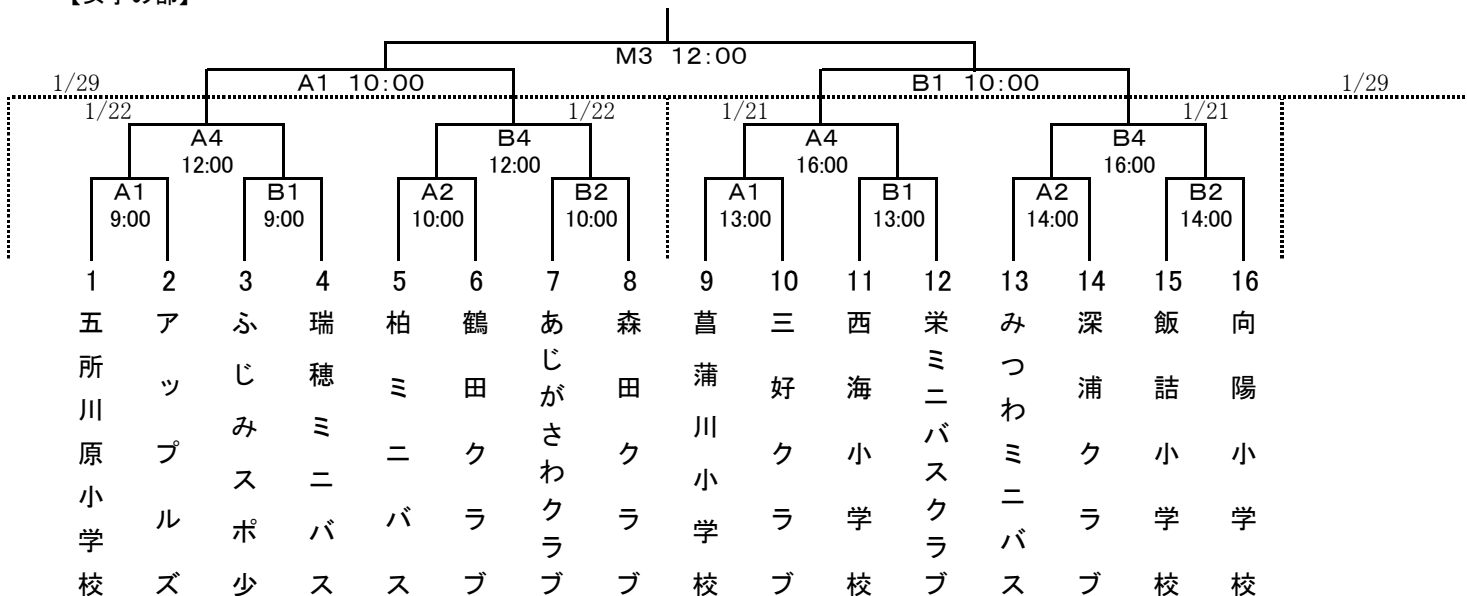 【女子の部】
M3 12:00
1/29 A1 10:00 B1 10:00 1/29
1/22 1/22 1/21 1/21
A4 B4 A4 B4
12:00 12:00 16:00 16:00
A1 B1 A2 B2 A1 B1 A2 B2
9:00 9:00 10:00 10:00 13:00 13:00 14:00 14:00
1 2 3 4 5 6 7 8 9 10 11 12 13 14 15 16
五所川原小学校
アップルズ
ふじみスポ少
瑞穂ミニバス
柏ミニバス
鶴田クラブ
あじがさわクラブ
森田クラブ
菖蒲川小学校
三好クラブ
西海小学校
栄ミニバスクラブ
みつわミニバス
深浦クラブ
飯詰小学校
向陽小学校